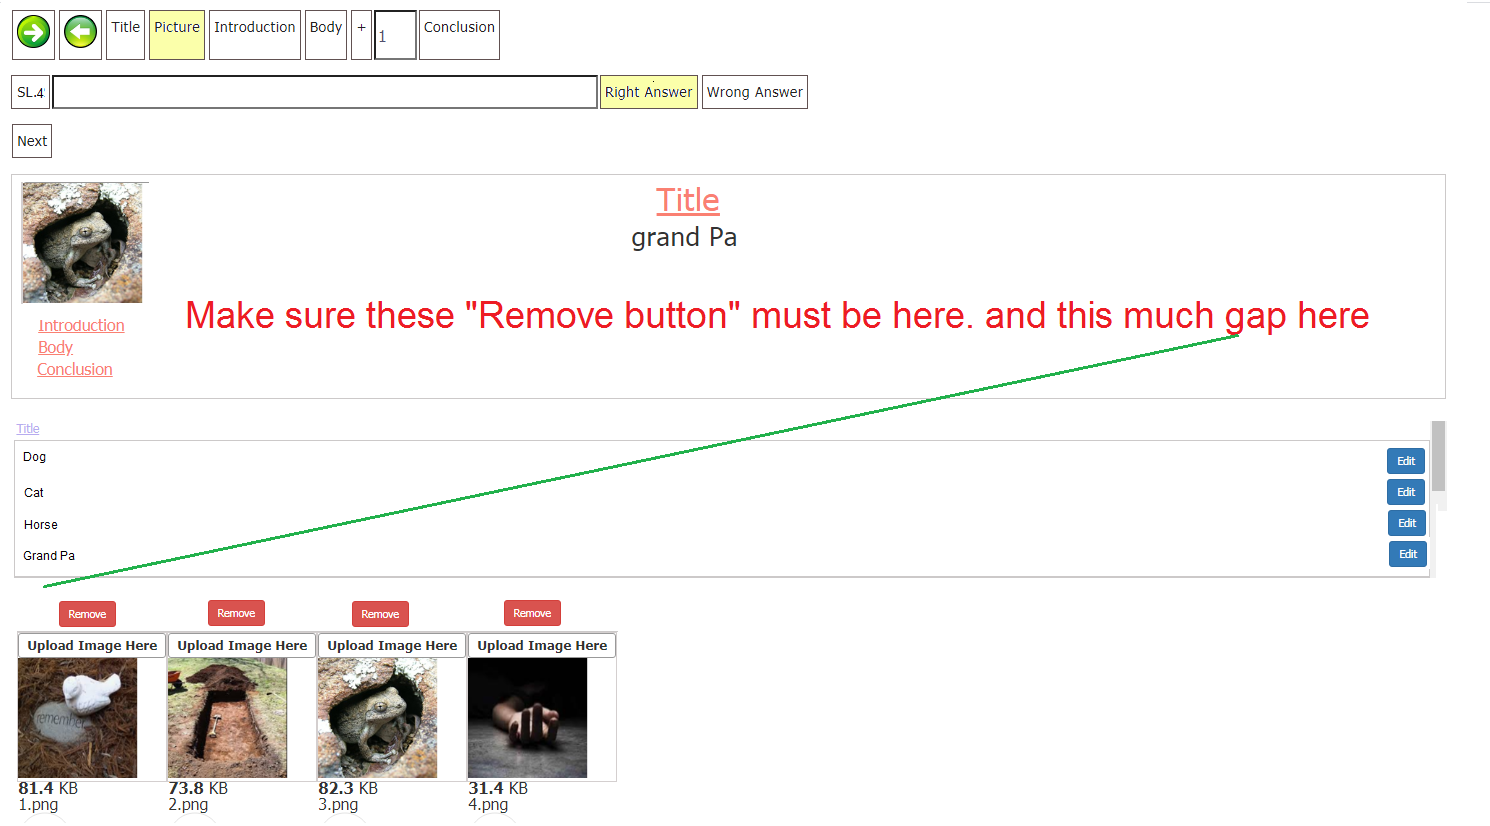 Title Picture Introduction Body + 1 Conclusion
SL.4 Right Answer Wrong Answer
Next
Title
grand Pa
Make sure these "Remove button" must be here. and this much gap here
Introduction
Body
Conclusion
Title
Dog Edit
Cat Edit
Horse Edit
Grand Pa Edit
Remove Remove Remove Remove
Upload Image Here Upload Image Here Upload Image Here Upload Image Here
remember
81.4 KB 73.8 KB 82.3 KB 31.4 KB
1.png 2.png 3.png 4.png